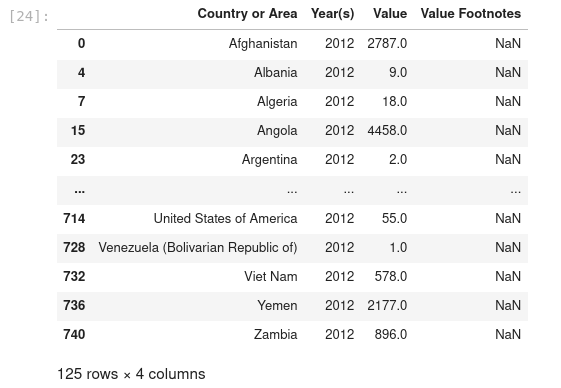 [24]:
Country or Area Year(s) Value Value Footnotes
0 Afghanistan 2012 2787.0 NaN
4 Albania 2012 9.0 NaN
7 Algeria 2012 18.0 NaN
15 Angola 2012 4458.0 NaN
23 Argentina 2012 2.0 NaN
... ... ... ... ...
714 United States of America 2012 55.0 NaN
728 Venezuela (Bolivarian Republic of) 2012 1.0 NaN
732 Viet Nam 2012 578.0 NaN
736 Yemen 2012 2177.0 NaN
740 Zambia 2012 896.0 NaN
125 rows × 4 columns